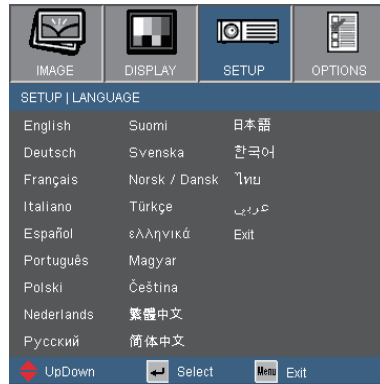 IMAGE DISPLAY SETUP OPTIONS
SETUP | LANGUAGE
English Suomi 日本語
Deutsch Svenska 한국어
Français Norsk / Dansk ไทย
Italiano Türkçe عربي
Español ελληνικά Exit
Português Magyar
Polski Čeština
Nederlands 繁體中文
Русский 简体中文
UpDown Select Menu Exit